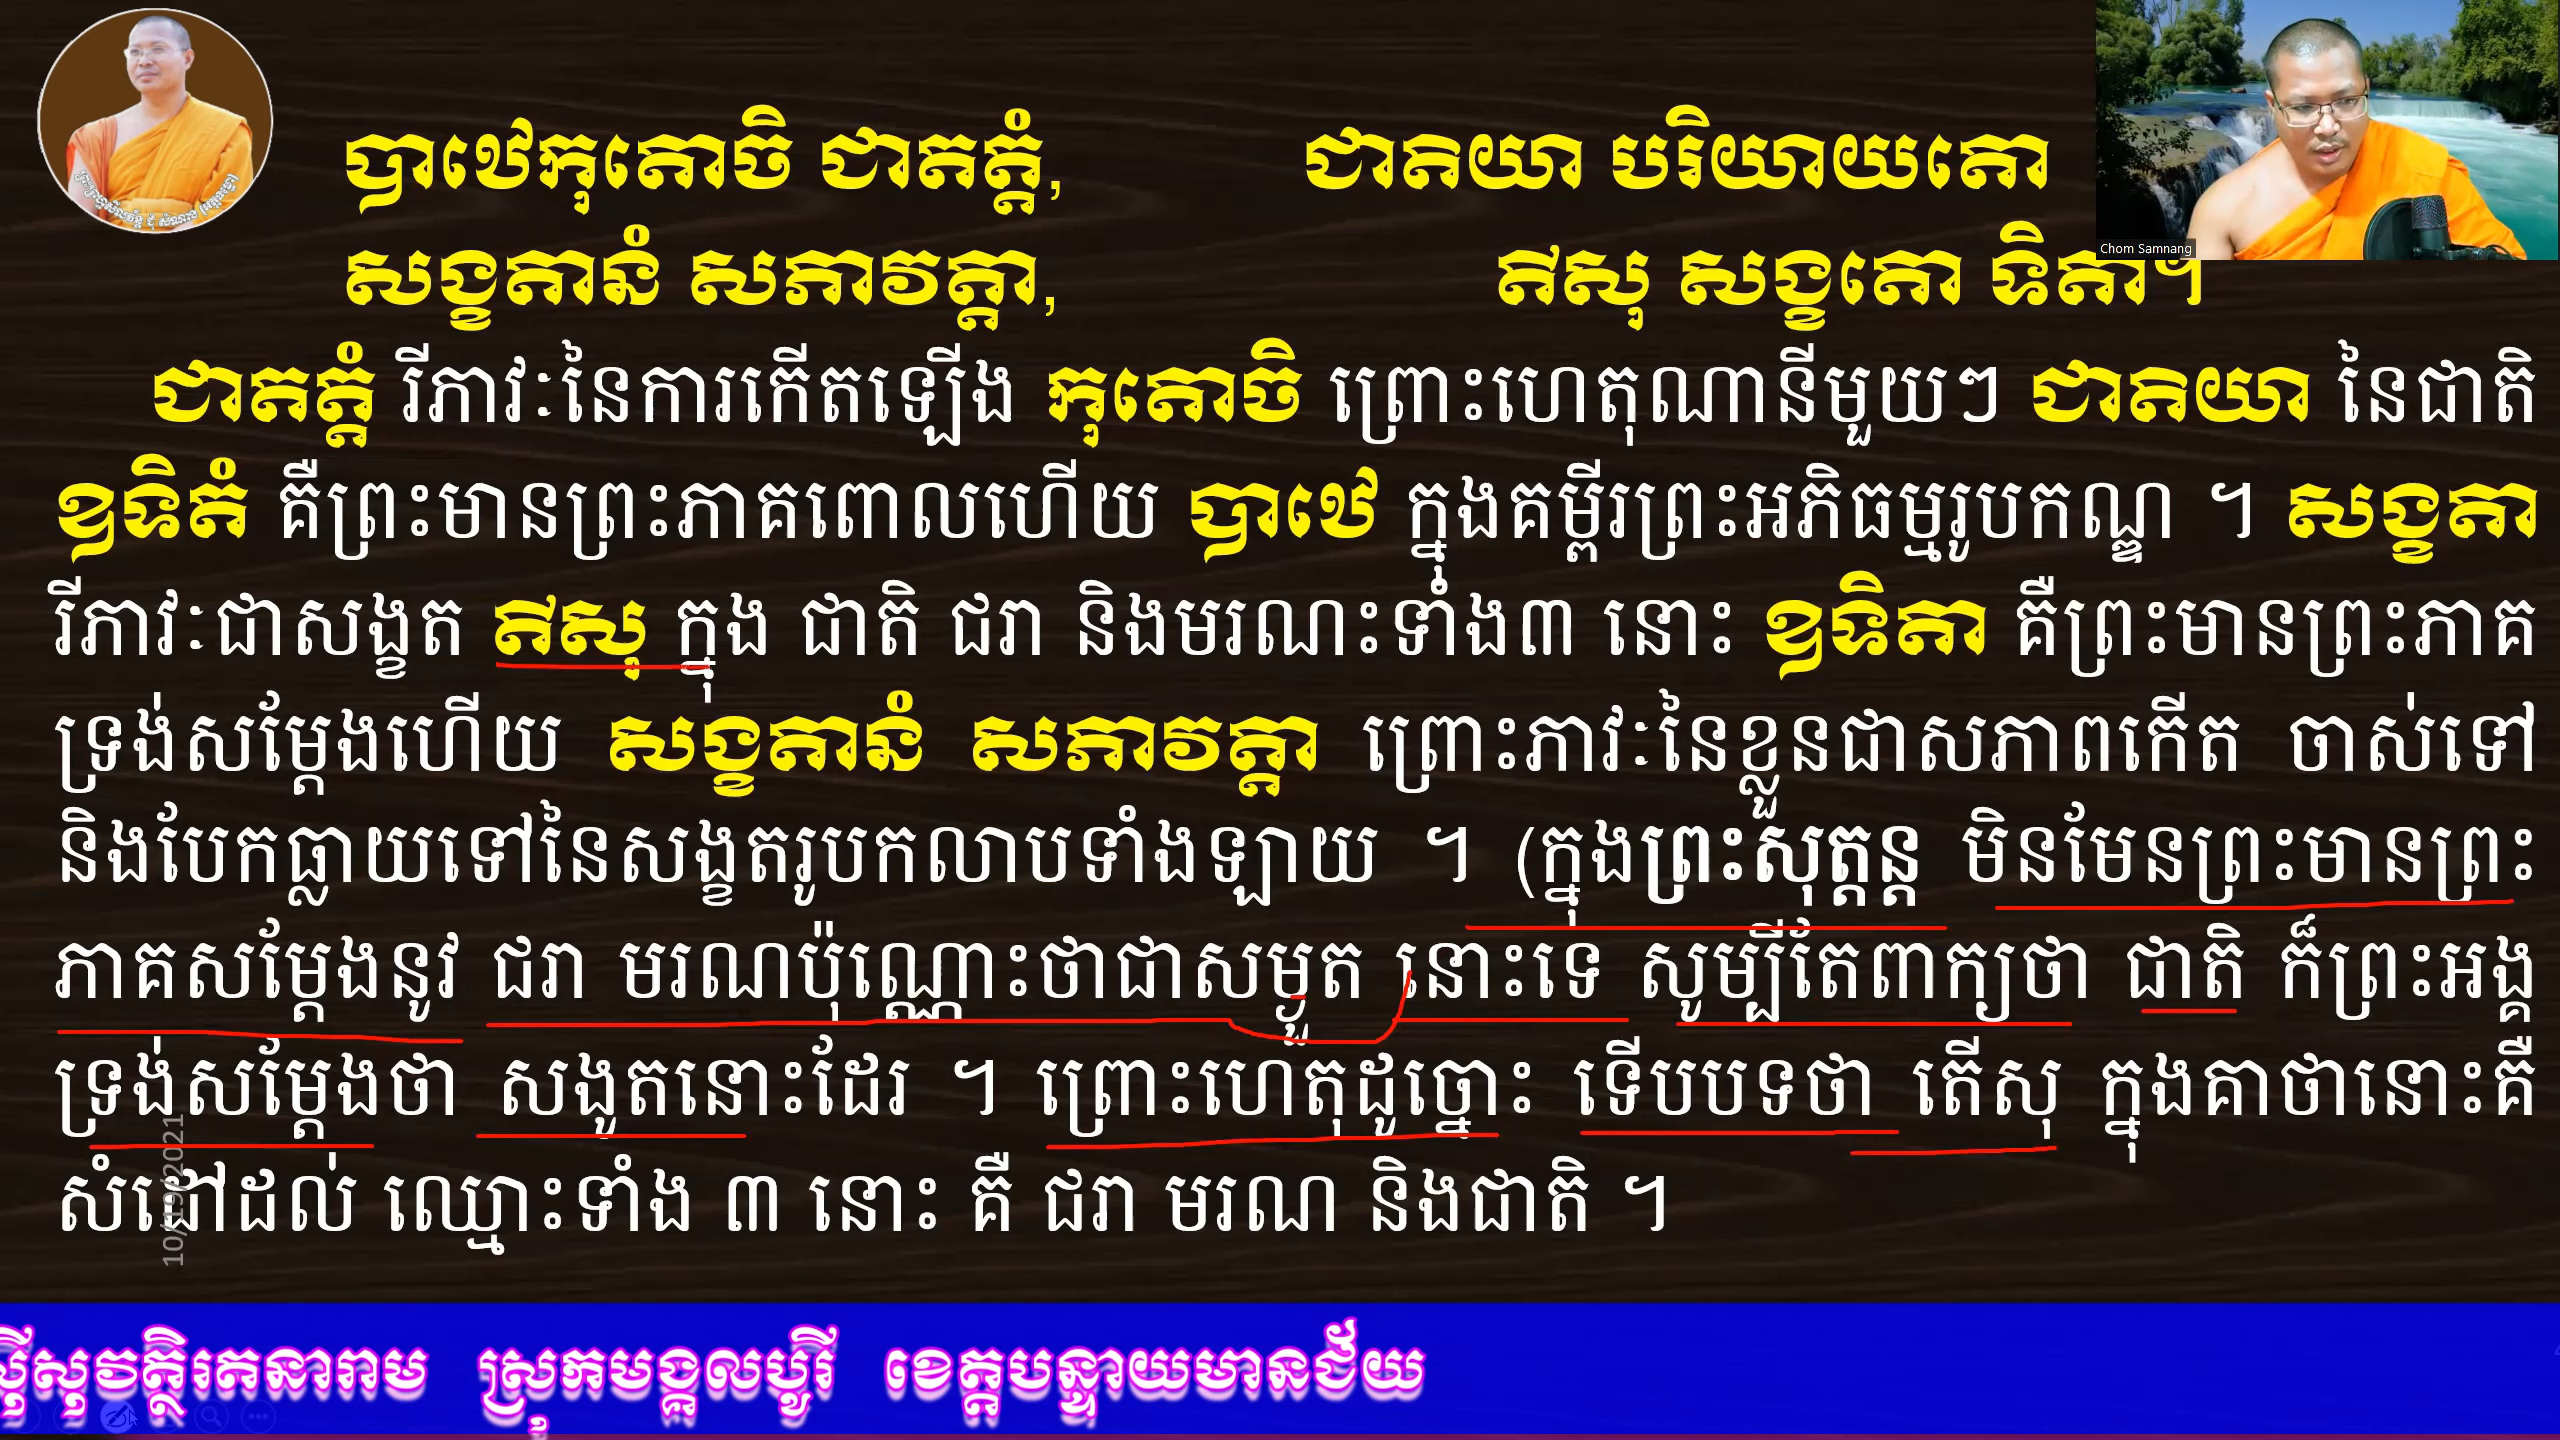 បាឋេកុតោចិ ជាតត្តំ, ជាតិយា បរិយាយតោ
Chom Samnang
សង្ខតានំ សភាវត្តា, តីសុ សង្ខតោ ទិតា។
ជាតត្តំ រីភាវៈនៃការកើតឡើង កុតោចិ ព្រោះហេតុណានីមួយៗ ជាតិយា នៃជាតិ
ឧទិតំ គឺព្រះមានព្រះភាគពោលហើយ បាឋេ ក្នុងគម្ពីរព្រះអភិធម្មរូបកណ្ឌ ។ សង្ខតា
រីភាវៈជាសង្ខត តីសុ ក្នុង ជាតិ ជរា និងមរណៈទាំង៣ នោះ ឧទិតា គឺព្រះមានព្រះភាគ
ទ្រង់សម្តែងហើយ សង្ខតានំ សភាវត្តា ព្រោះភាវៈនៃខ្លួនជាសភាពកើត ចាស់ទៅ
និងបែកធ្លាយទៅនៃសង្ខតរូបកលាបទាំងឡាយ ។ (ក្នុងព្រះសុត្តន្ត មិនមែនព្រះមានព្រះ
ភាគសម្តែងនូវ ជរា មរណប៉ុណ្ណោះថាជាសម្ងួត នោះទេ សូម្បីតែពាក្យថា ជាតិ ក៏ព្រះអង្គ
ទ្រង់សម្តែងថា សងូតនោះដែរ ។ ព្រោះហេតុដូច្នោះ ទើបបទថា តើសុ ក្នុងគាថានោះគឺ
សំដៅដល់ ឈ្មោះទាំង ៣ នោះ គឺ ជរា មរណ និងជាតិ ។
10/19/2021
ស្រុកមង្គលបូរី ខេត្តបន្ទាយមានជ័យ